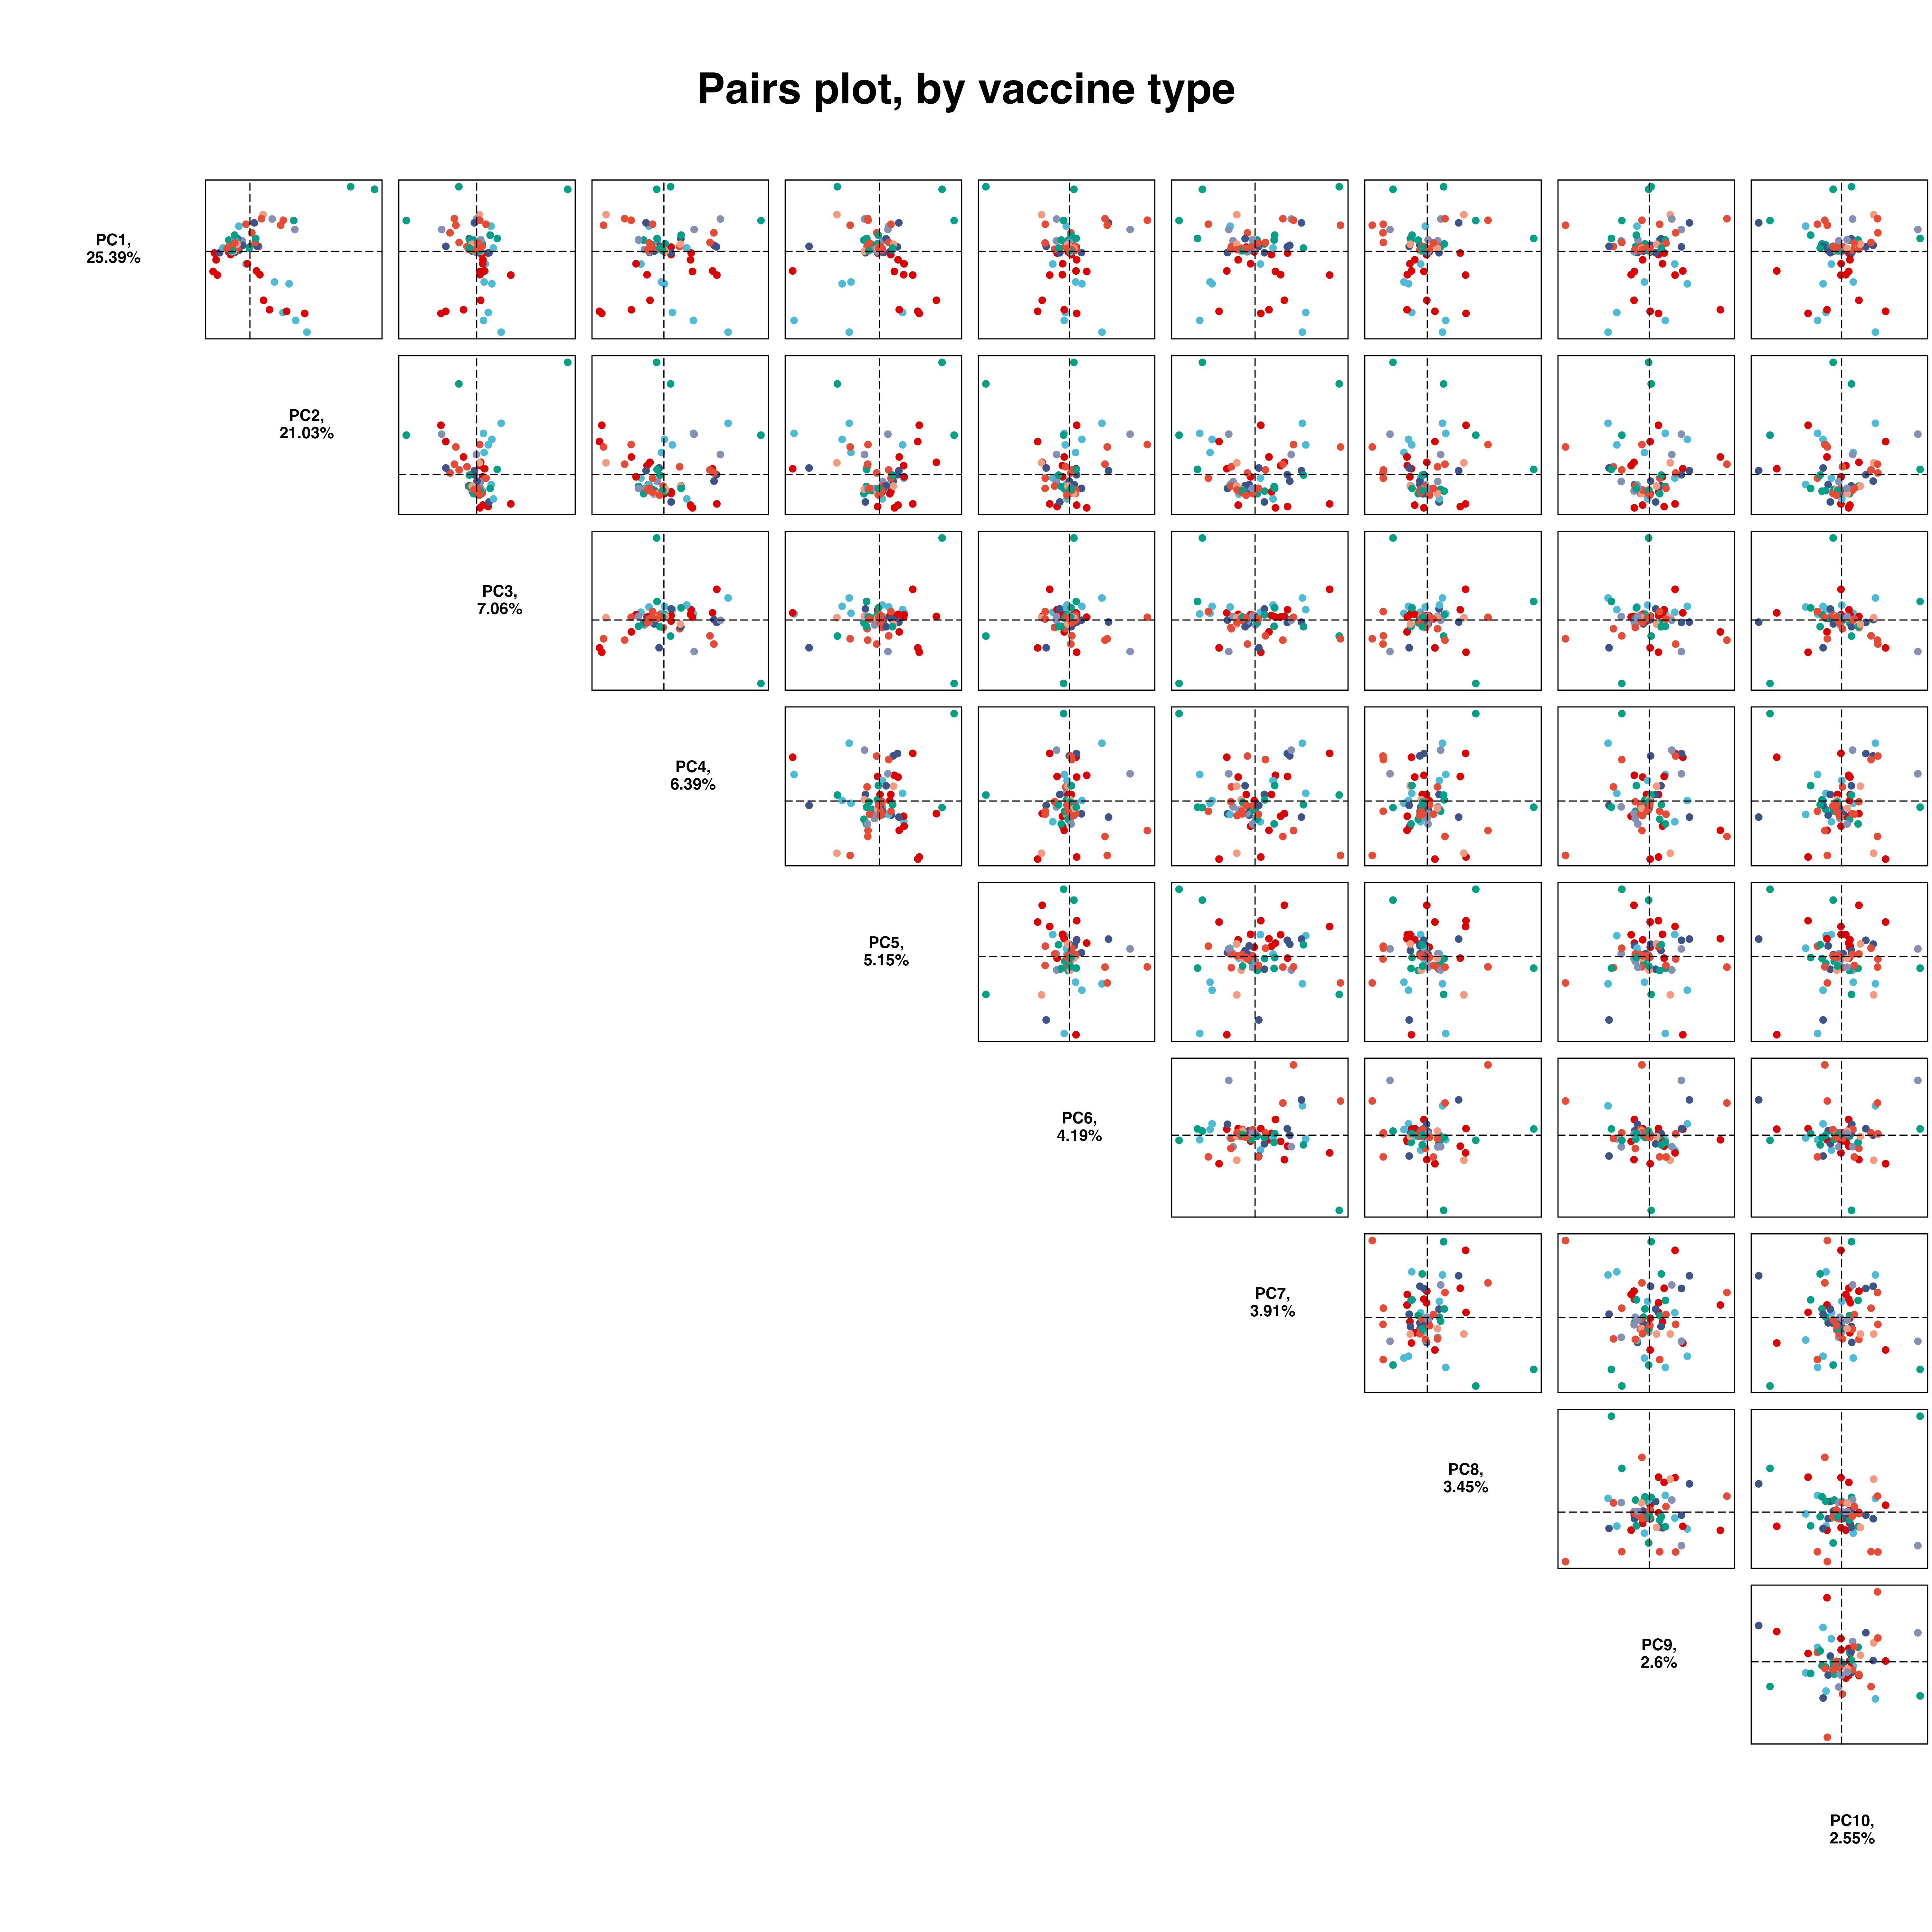 Pairs plot, by vaccine type
PC1,
25.39%
PC2,
21.03%
PC3,
7.06%
PC4,
6.39%
PC5,
5.15%
PC6,
4.19%
PC7,
3.91%
PC8,
3.45%
PC9,
2.6%
PC10,
2.55%